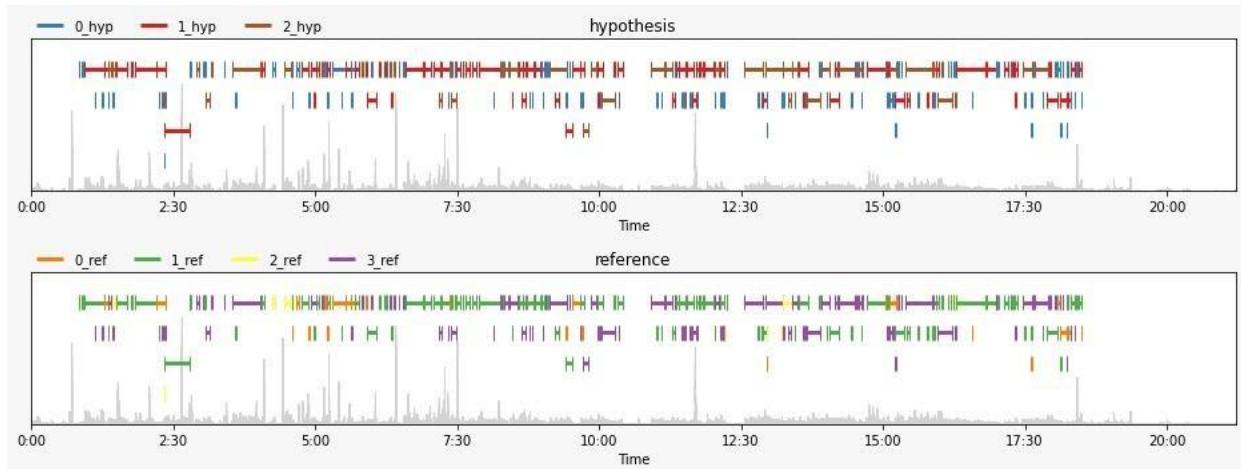 hypothesis
0_hyp 1_hyp 2_hyp
0:00 2:30 5:00 7:30 10:00 12:30 15:00 17:30 20:00
Time
reference
0_ref 1_ref 2_ref 3_ref
0:00 2:30 5:00 7:30 10:00 12:30 15:00 17:30 20:00
Time